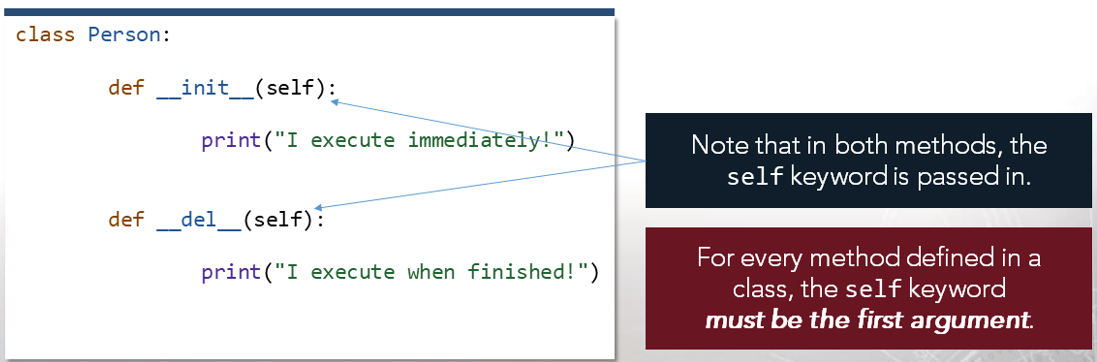 class Person:
def __init__(self):
print("I execute immediately!")
def __del__(self):
print("I execute when finished!")
Note that in both methods, the
self keyword is passed in.
For every method defined in a
class, the self keyword
must be the first argument.